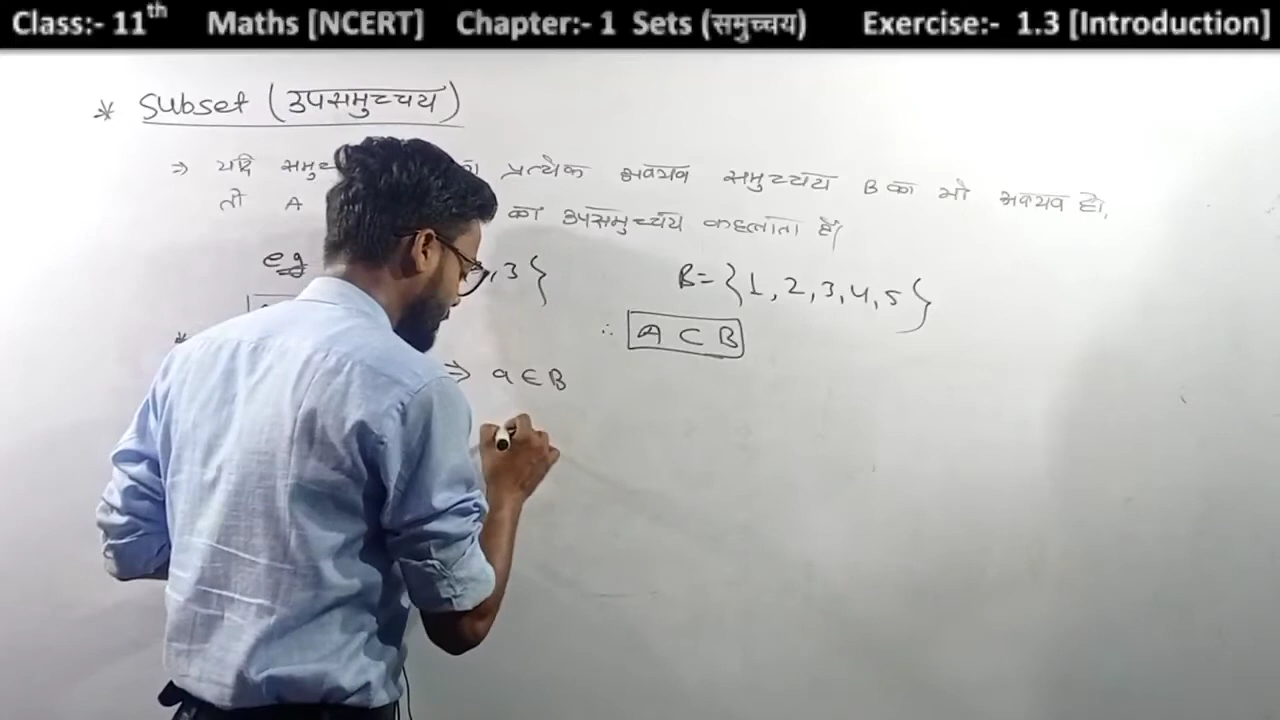 Class:- 11th Maths [NCERT] Chapter:- 1 Sets (समुच्चय) Exercise:- 1.3 [Introduction]
* Subset (उपसमुच्चय)
⇒ यदि प्रत्येक अवयव समुच्चय B का भी अवयव हो,
तो A का उपसमुच्चय कहलाता है।
eg , 3} B = {1, 2, 3, 4, 5}
∴ A ⊂ B
⇒ a ∈ B